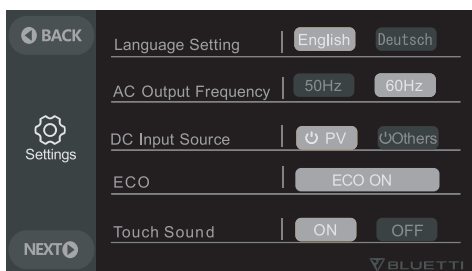 BACK
Language Setting English Deutsch
AC Output Frequency 50Hz 60Hz
Settings
DC Input Source PV Others
ECO ECO ON
Touch Sound ON OFF
NEXT
BLUETTI